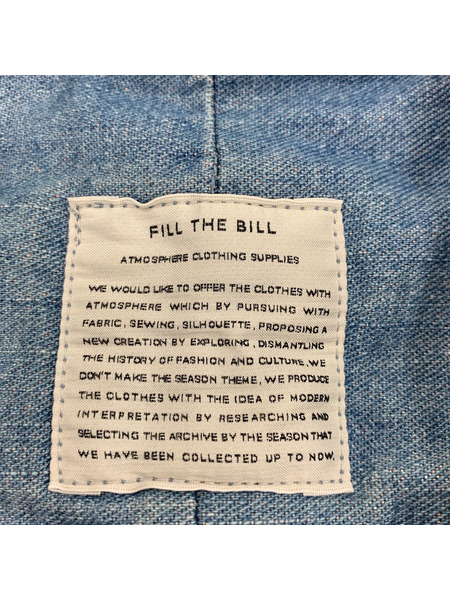 FILL THE BILL
ATMOSPHERE CLOTHING SUPPLIES
WE WOULD LIKE TO OFFER THE CLOTHES WITH
ATMOSPHERE WHICH BY PURSUING WITH
FABRIC, SEWING, SILHOUETTE, PROPOSING A
NEW CREATION BY EXPLORING, DISMANTLING
THE HISTORY OF FASHION AND CULTURE, WE
DON'T MAKE THE SEASON THEME, WE PRODUCE
THE CLOTHES WITH THE IDEA OF MODERN
INTERPRETATION BY RESEARCHING AND
SELECTING THE ARCHIVE BY THE SEASON THAT
WE HAVE BEEN COLLECTED UP TO NOW.